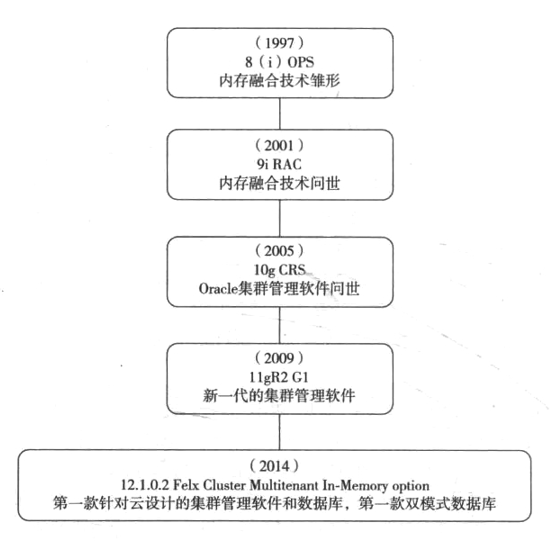 (1997)
8(i)OPS
内存融合技术雏形
(2001)
9i RAC
内存融合技术问世
(2005)
10g CRS
Oracle集群管理软件问世
(2009)
11gR2 G1
新一代的集群管理软件
(2014)
12.1.0.2 Felx Cluster Multitenant In-Memory option
第一款针对云设计的集群管理软件和数据库，第一款双模式数据库